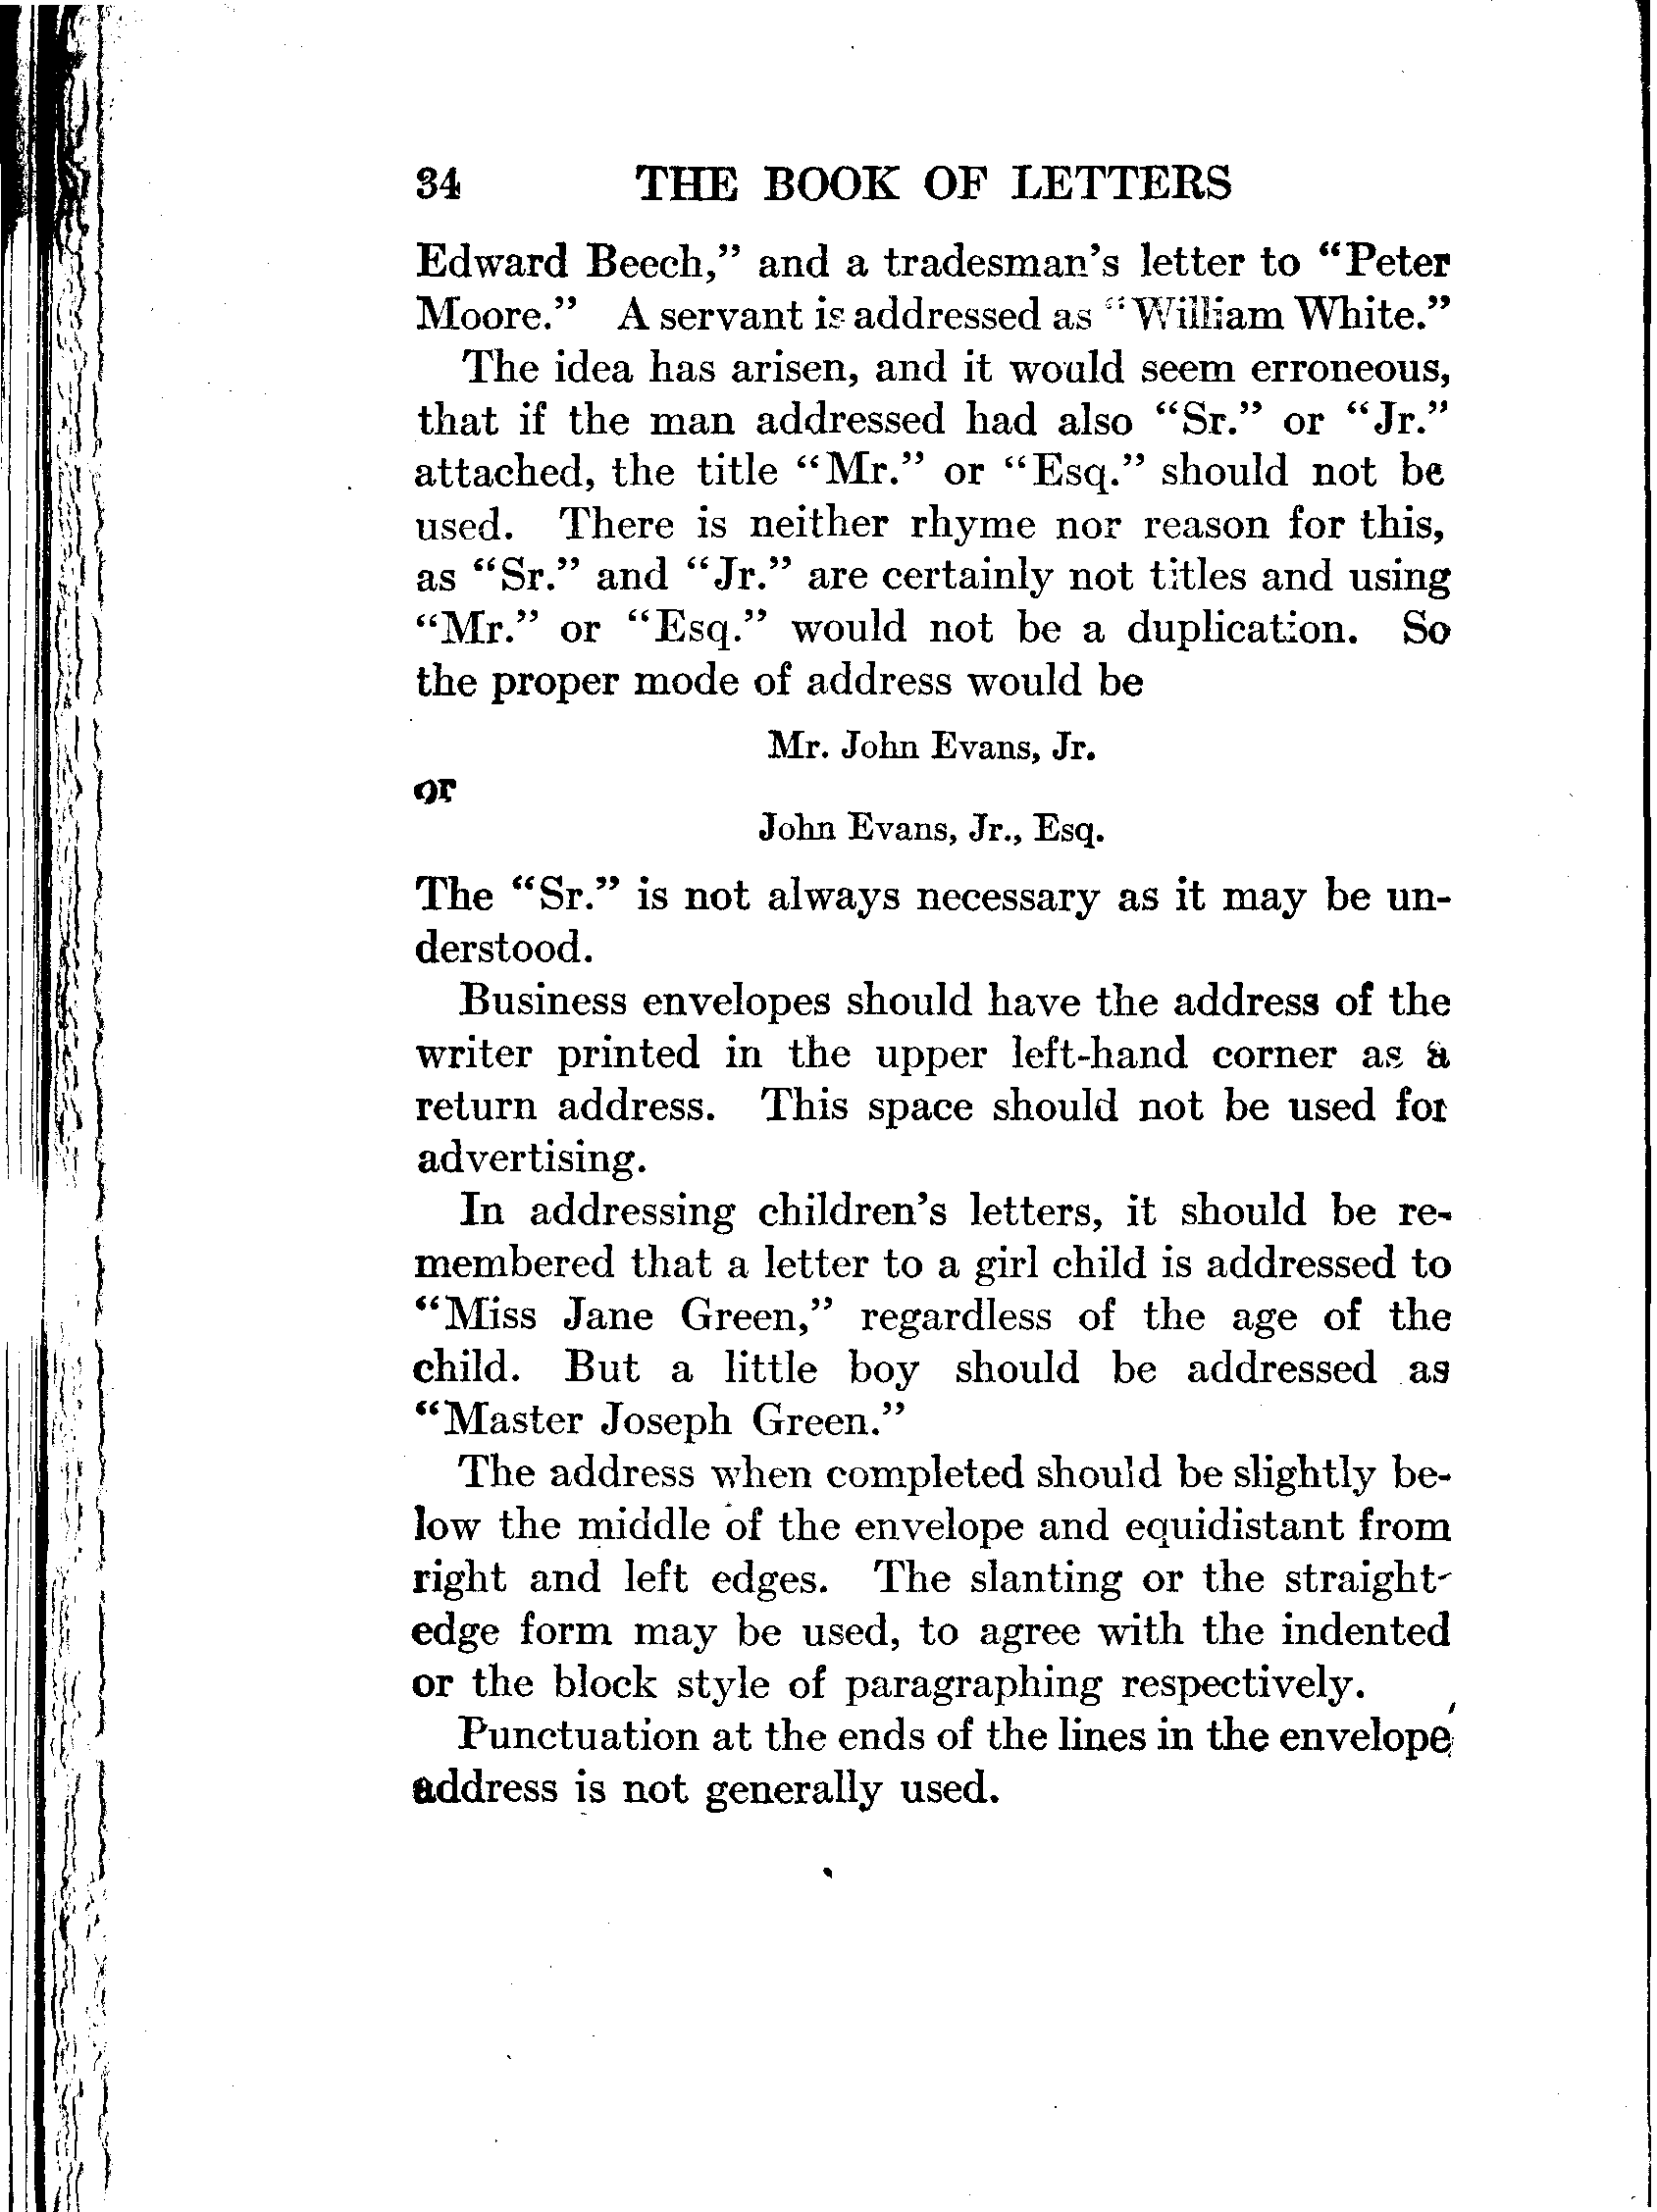 34 THE BOOK OF LETTERS
Edward Beech," and a tradesman's letter to "Peter
Moore." A servant is addressed as "William White."
The idea has arisen, and it would seem erroneous,
that if the man addressed had also "Sr." or "Jr."
attached, the title "Mr." or "Esq." should not be
used. There is neither rhyme nor reason for this,
as "Sr." and "Jr." are certainly not titles and using
"Mr." or "Esq." would not be a duplication. So
the proper mode of address would be
Mr. John Evans, Jr.
or
John Evans, Jr., Esq.
The "Sr." is not always necessary as it may be un-
derstood.
Business envelopes should have the address of the
writer printed in the upper left-hand corner as a
return address. This space should not be used for
advertising.
In addressing children's letters, it should be re-
membered that a letter to a girl child is addressed to
"Miss Jane Green," regardless of the age of the
child. But a little boy should be addressed as
"Master Joseph Green."
The address when completed should be slightly be-
low the middle of the envelope and equidistant from
right and left edges. The slanting or the straight-
edge form may be used, to agree with the indented
or the block style of paragraphing respectively.
Punctuation at the ends of the lines in the envelope
address is not generally used.